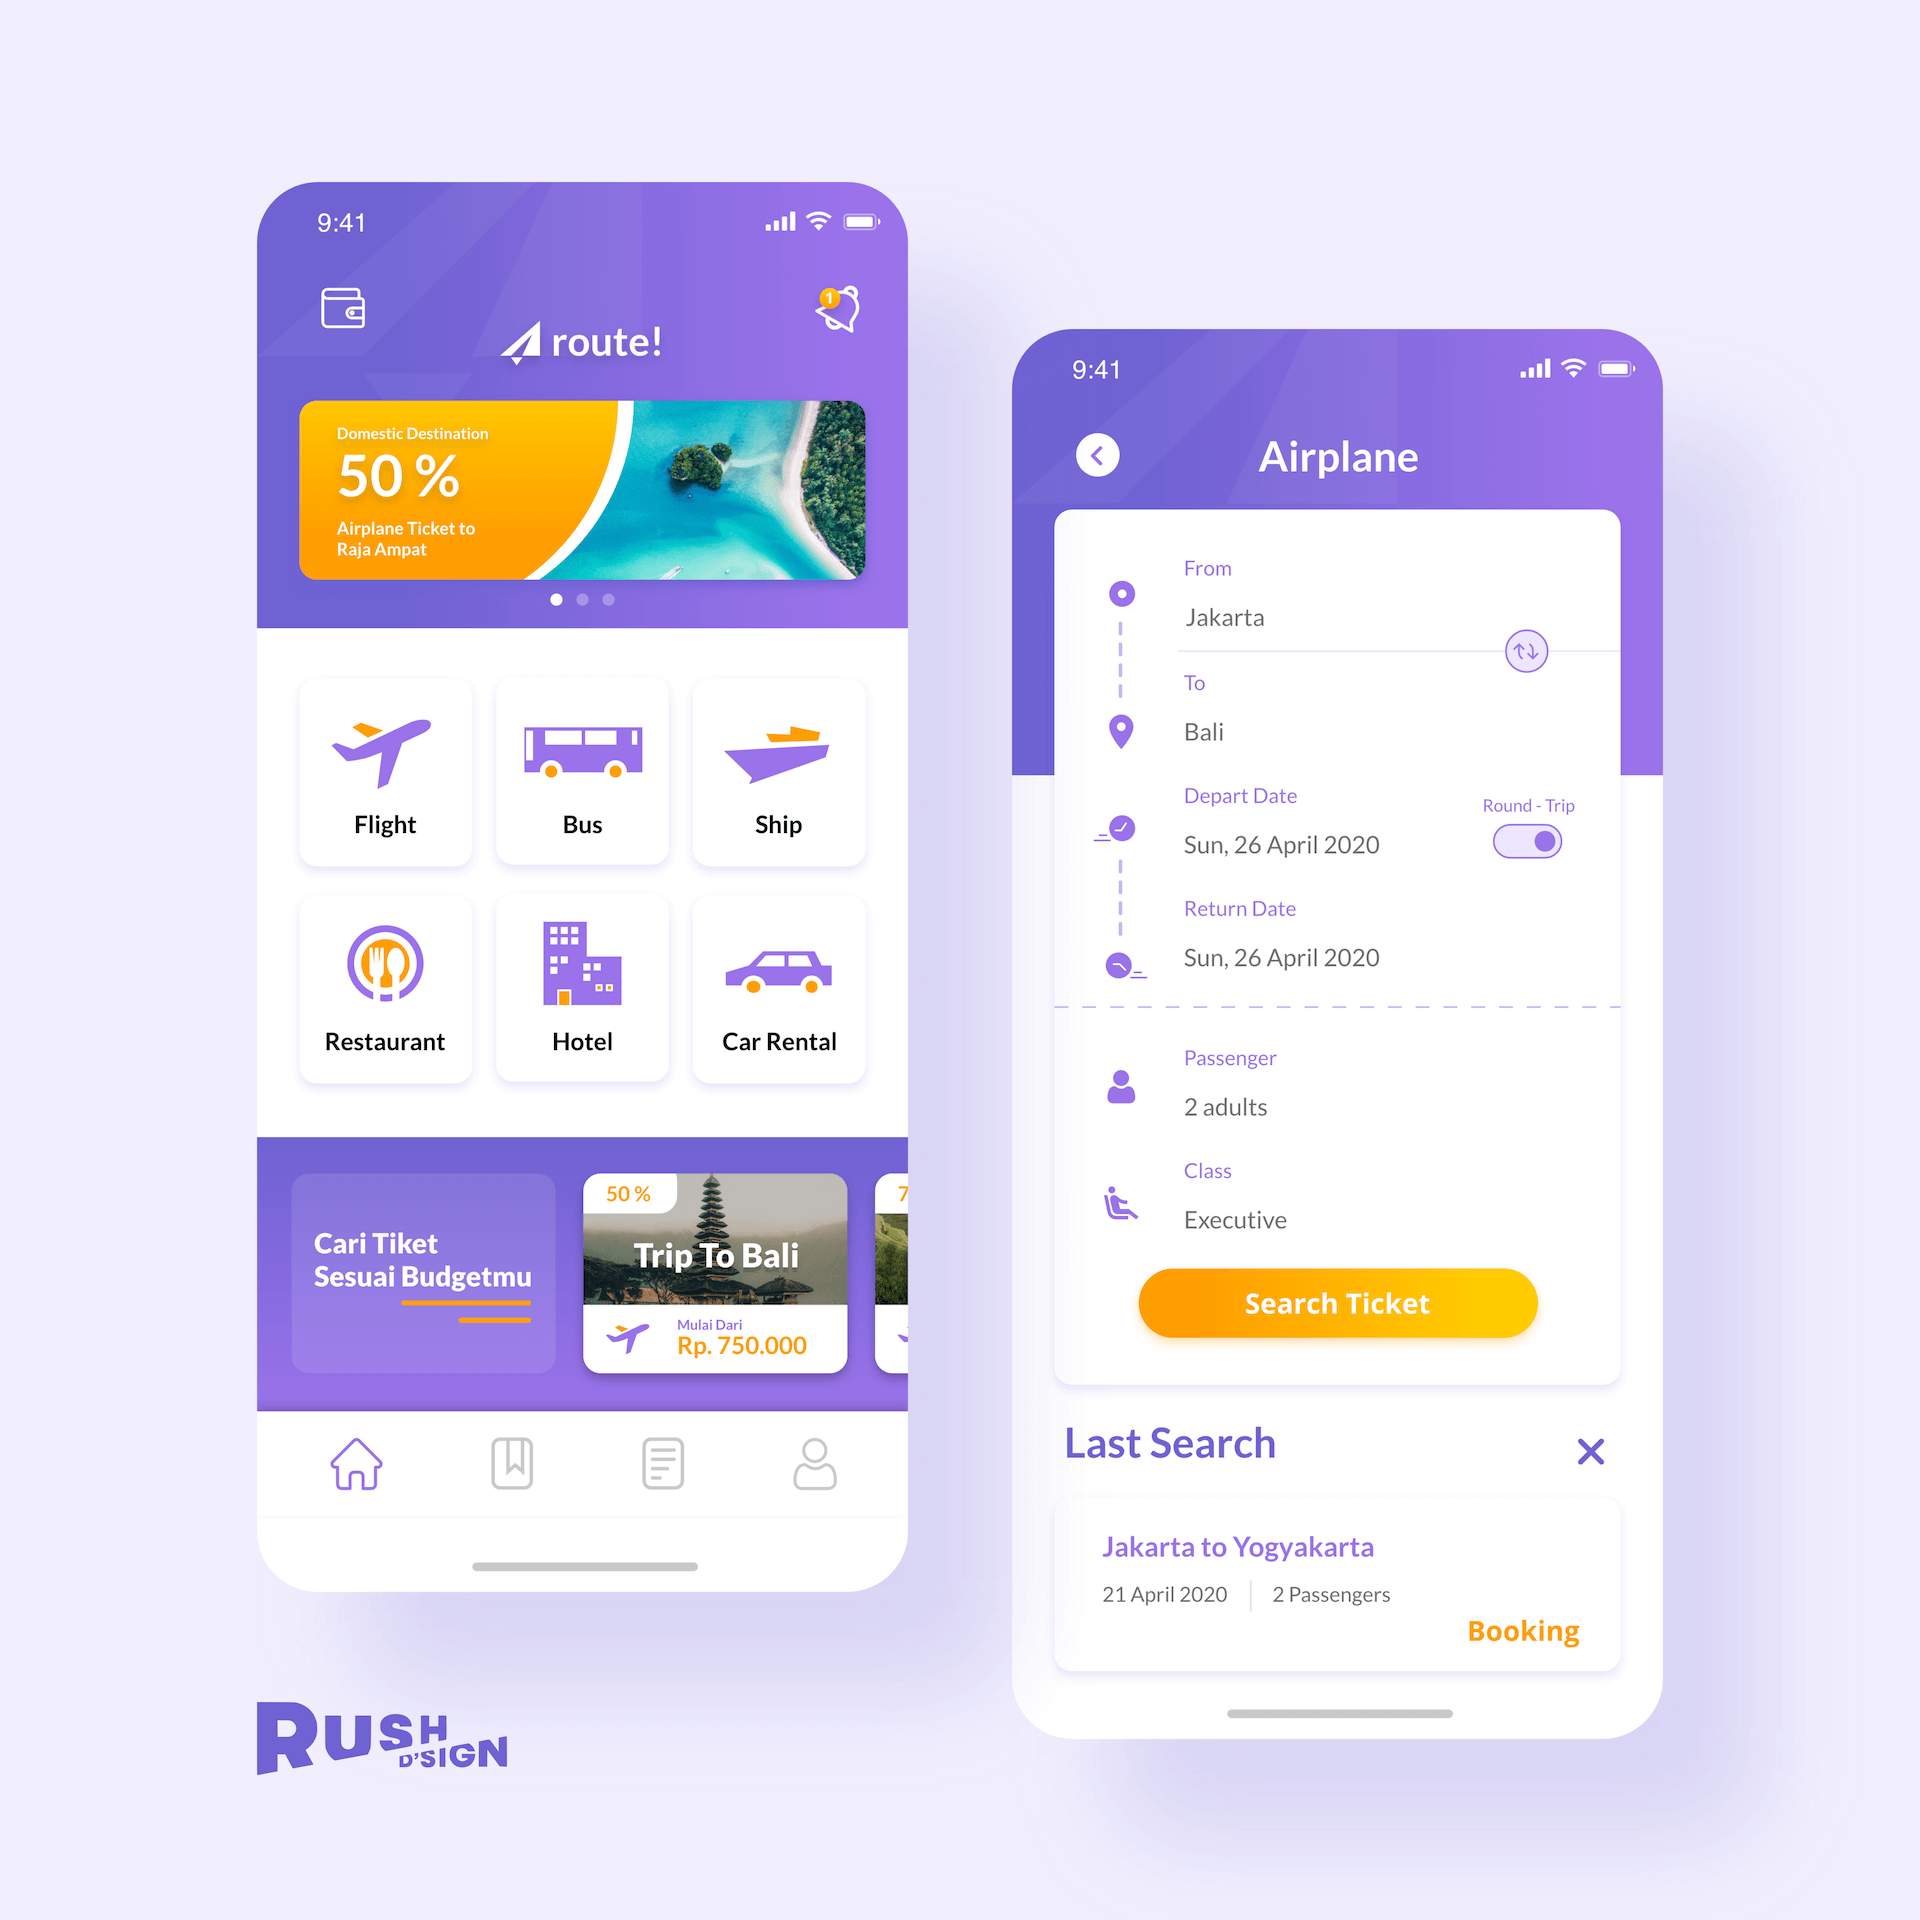 9:41
1
route!
Domestic Destination
50 %
Airplane Ticket to
Raja Ampat
Flight
Bus
Ship
Restaurant
Hotel
Car Rental
Cari Tiket
Sesuai Budgetmu
50 %
Trip To Bali
Mulai Dari
Rp. 750.000
7
9:41
Airplane
From
Jakarta
To
Bali
Depart Date
Sun, 26 April 2020
Round - Trip
Return Date
Sun, 26 April 2020
Passenger
2 adults
Class
Executive
Search Ticket
Last Search
Jakarta to Yogyakarta
21 April 2020
2 Passengers
Booking
RUSH
D'SIGN